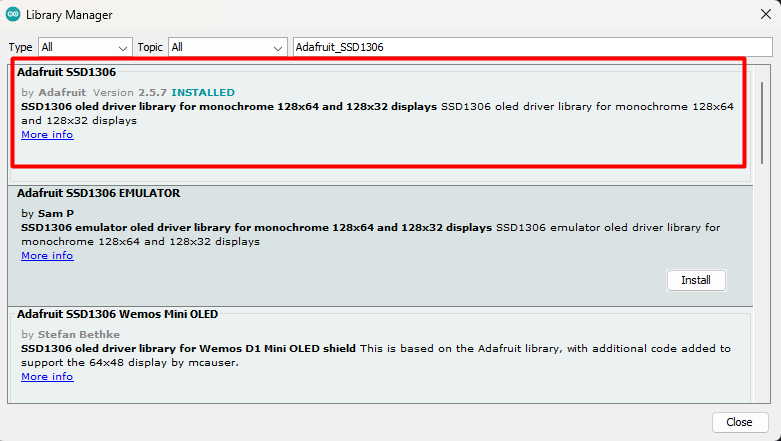 Library Manager
Type All Topic All Adafruit_SSD1306
Adafruit SSD1306
by Adafruit Version 2.5.7 INSTALLED
SSD1306 oled driver library for monochrome 128x64 and 128x32 displays SSD1306 oled driver library for monochrome 128x64
and 128x32 displays
More info
Adafruit SSD1306 EMULATOR
by Sam P
SSD1306 emulator oled driver library for monochrome 128x64 and 128x32 displays SSD1306 emulator oled driver library for
monochrome 128x64 and 128x32 displays
More info
Install
Adafruit SSD1306 Wemos Mini OLED
by Stefan Bethke
SSD1306 oled driver library for Wemos D1 Mini OLED shield This is based on the Adafruit library, with additional code added to
support the 64x48 display by mcauser.
More info
Close